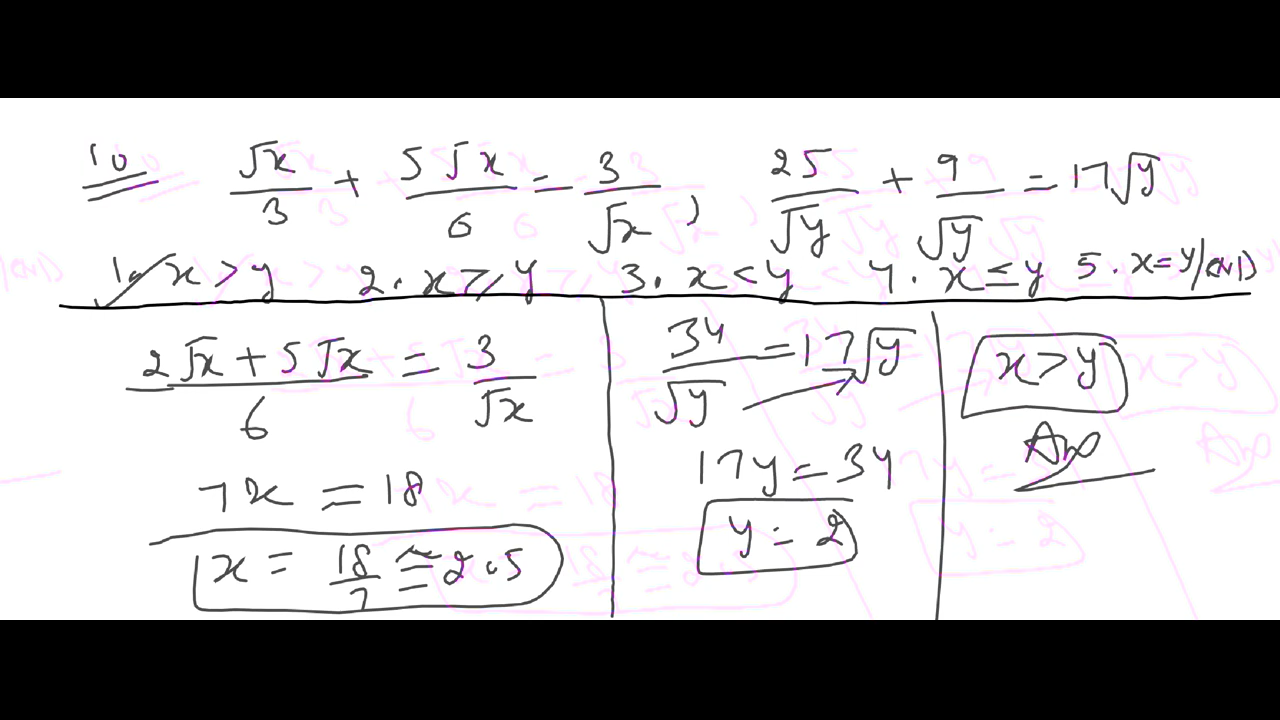 10 √x/3 + 5√x/6 = 3/√x , 25/√y + 9/√y = 17√y
1. x > y 2. x ≥ y 3. x < y 4. x ≤ y 5. x = y/
(2√x + 5√x)/6 = 3/√x
7x = 18
x = 18/7 ≅ 2.5
34/√y = 17√y
17y = 34
y = 2
x > y
Ans